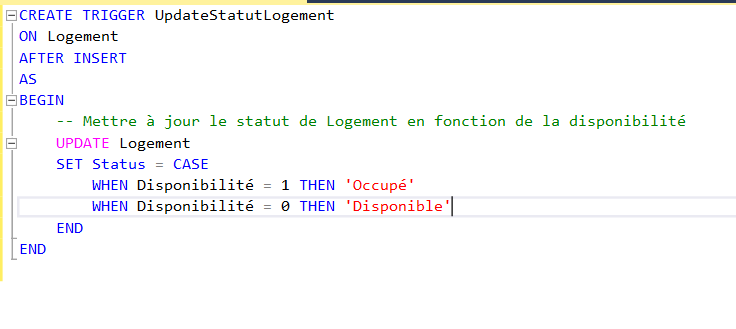 CREATE TRIGGER UpdateStatutLogement
ON Logement
AFTER INSERT
AS
BEGIN
    -- Mettre à jour le statut de Logement en fonction de la disponibilité
    UPDATE Logement
    SET Status = CASE
        WHEN Disponibilité = 1 THEN 'Occupé'
        WHEN Disponibilité = 0 THEN 'Disponible'
    END
END